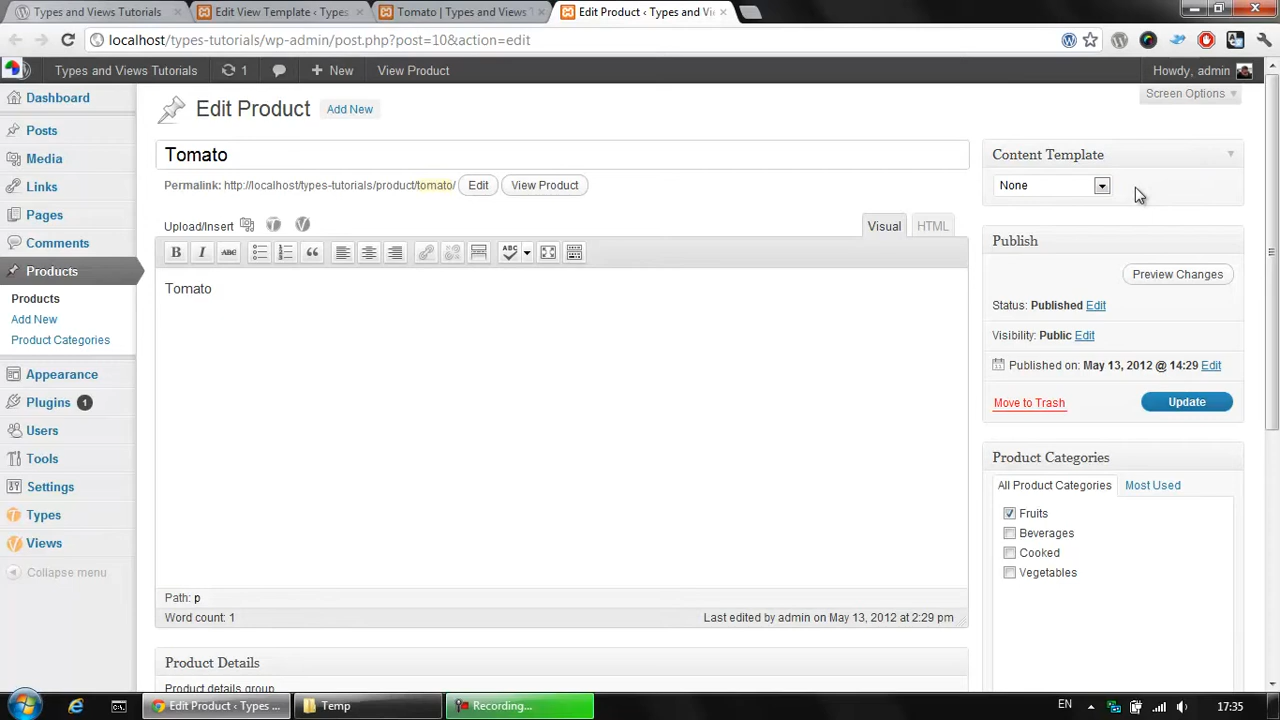 Types and Views Tutorials
Edit View Template ‹ Types
Tomato | Types and Views
Edit Product ‹ Types and Vi
localhost/types-tutorials/wp-admin/post.php?post=10&action=edit
Types and Views Tutorials 1 New View Product Howdy, admin
Screen Options
Dashboard
Posts
Media
Links
Pages
Comments
Products
Products
Add New
Product Categories
Appearance
Plugins 1
Users
Tools
Settings
Types
Views
Collapse menu
Edit Product Add New
Tomato
Permalink: http://localhost/types-tutorials/product/tomato/ Edit View Product
Upload/Insert Visual HTML
B I ABC ABC
Tomato
Path: p
Word count: 1 Last edited by admin on May 13, 2012 at 2:29 pm
Product Details
Product details group
Content Template
None
Publish
Preview Changes
Status: Published Edit
Visibility: Public Edit
Published on: May 13, 2012 @ 14:29 Edit
Move to Trash Update
Product Categories
All Product Categories Most Used
Fruits
Beverages
Cooked
Vegetables
Edit Product ‹ Types ... Temp Recording... EN 17:35